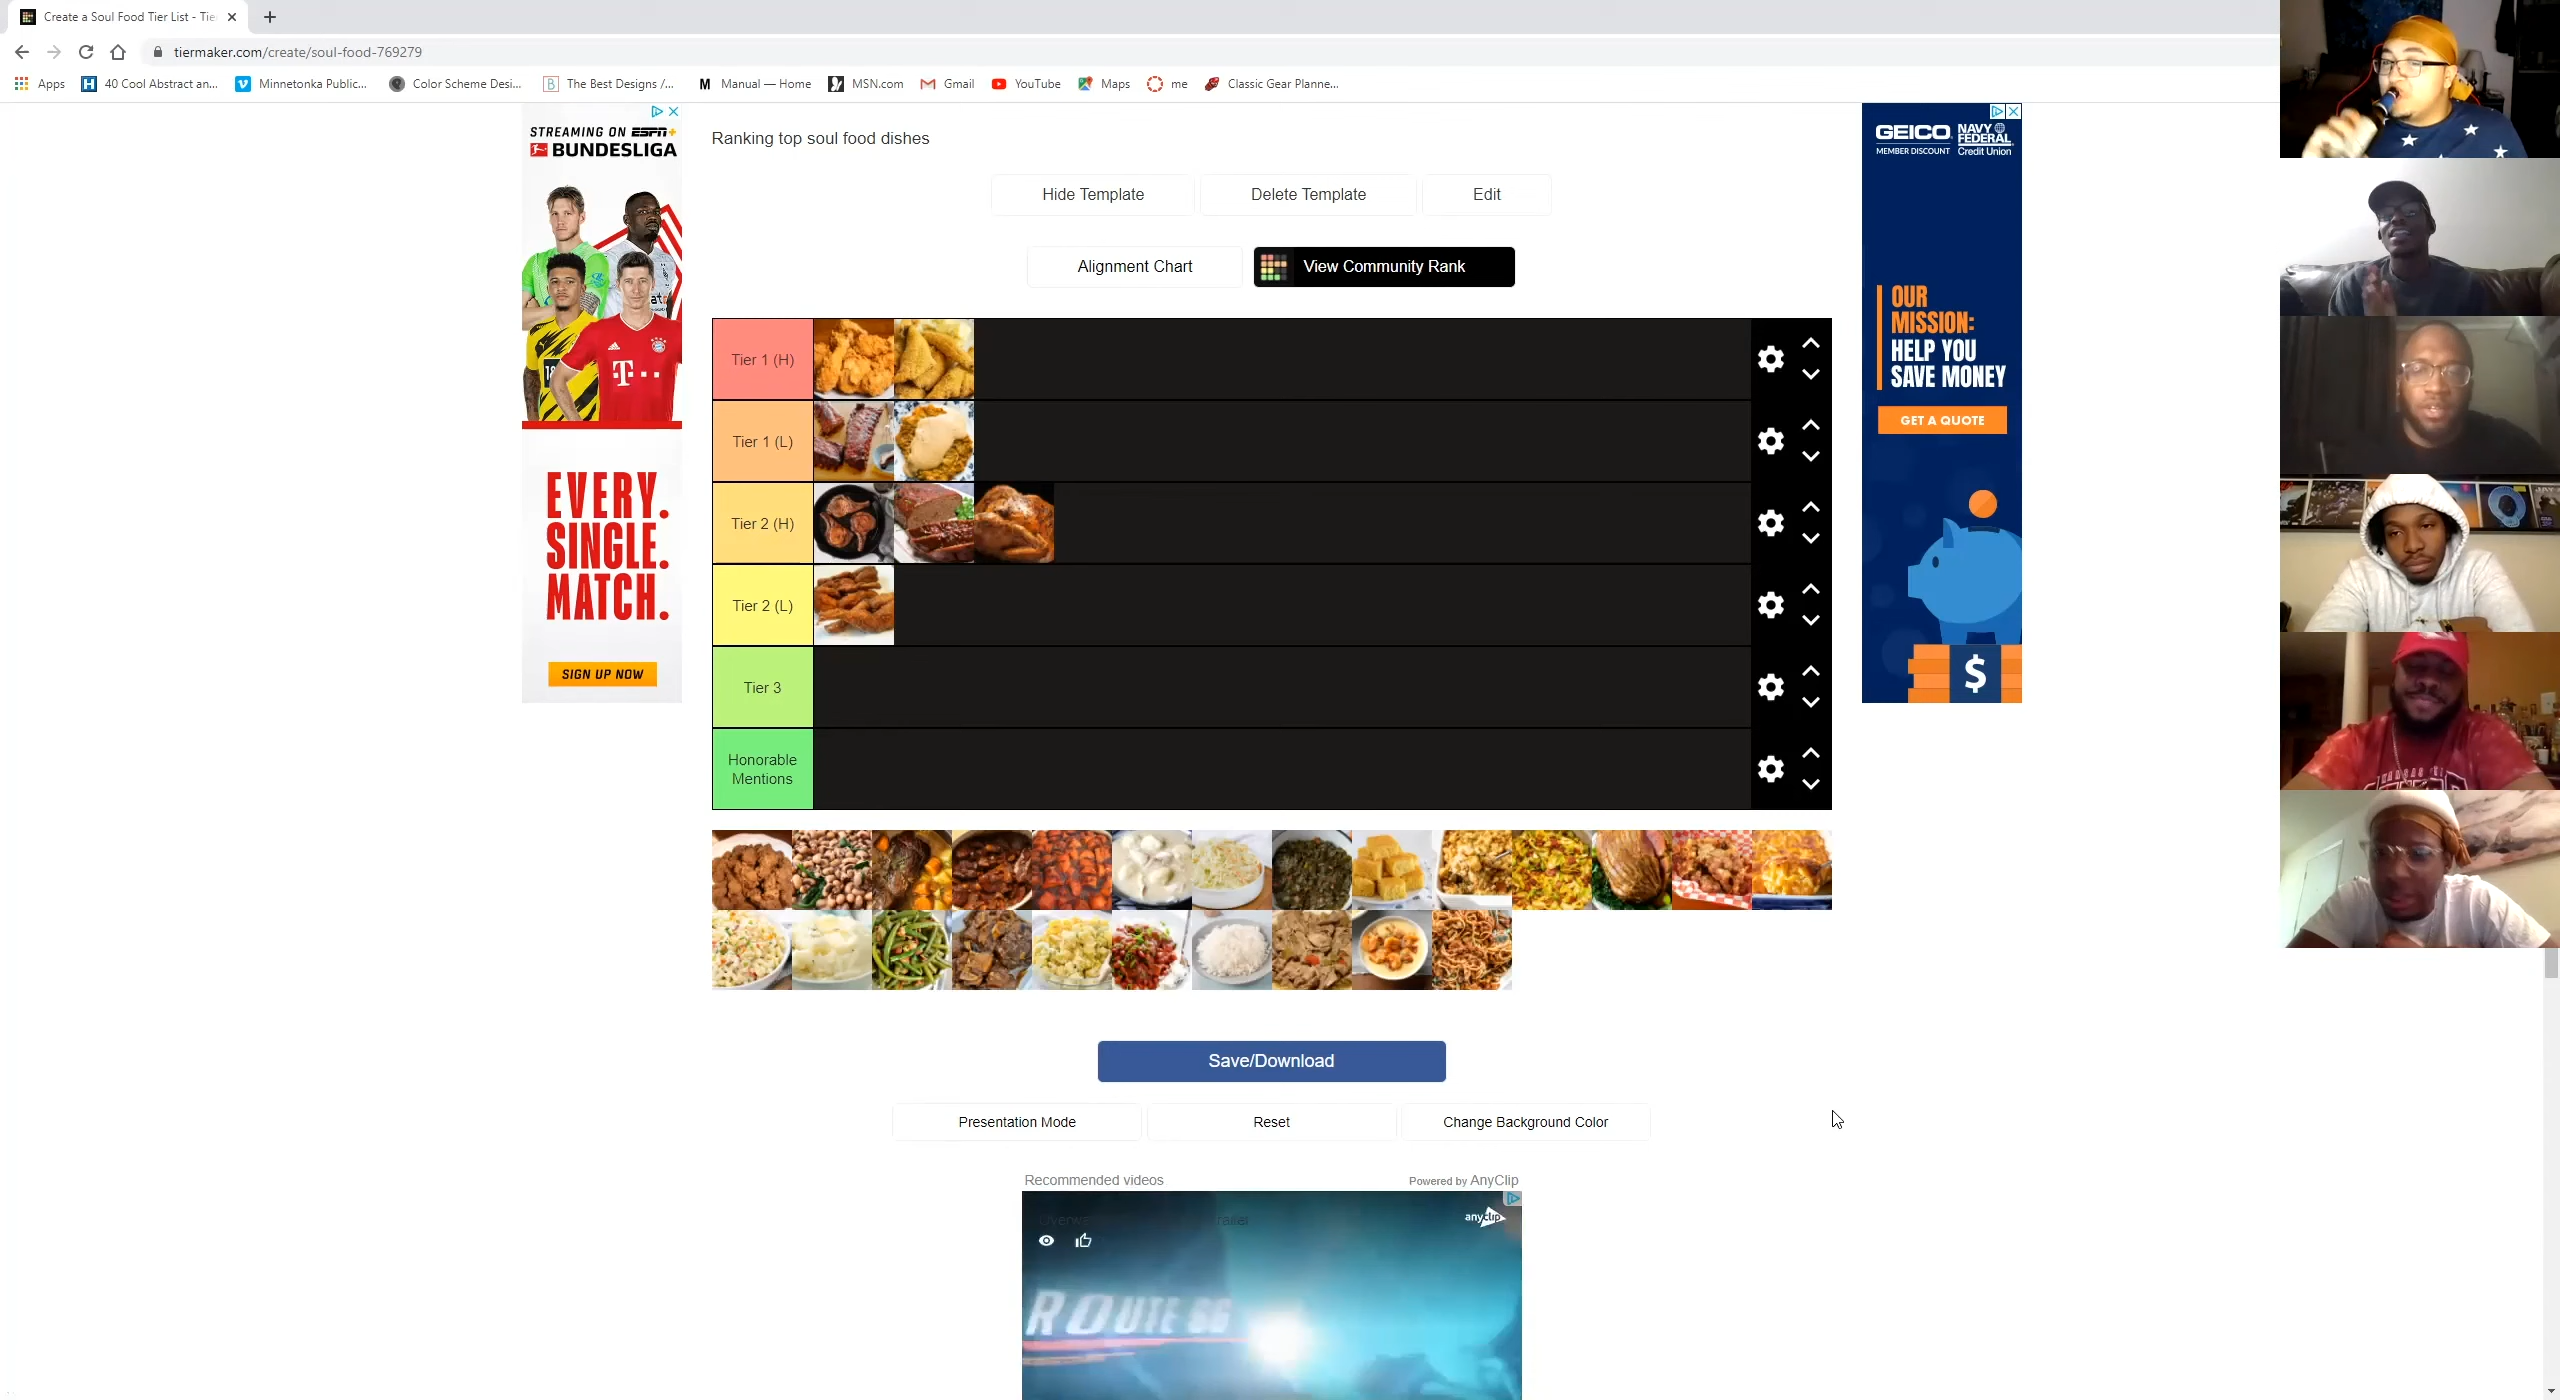 Create a Soul Food Tier List - Tie
tiermaker.com/create/soul-food-769279
Apps
40 Cool Abstract an...
Minnetonka Public...
Color Scheme Desi...
The Best Designs /...
Manual — Home
MSN.com
Gmail
YouTube
Maps
me
Classic Gear Planne...
STREAMING ON ESPN+
BUNDESLIGA
EVERY.
SINGLE.
MATCH.
SIGN UP NOW
Ranking top soul food dishes
Hide Template
Delete Template
Edit
Alignment Chart
View Community Rank
Tier 1 (H)
Tier 1 (L)
Tier 2 (H)
Tier 2 (L)
Tier 3
Honorable
Mentions
GEICO
MEMBER DISCOUNT
NAVY
FEDERAL
Credit Union
OUR
MISSION:
HELP YOU
SAVE MONEY
GET A QUOTE
$
Save/Download
Presentation Mode
Reset
Change Background Color
Recommended videos
Powered by AnyClip
anyclip
ROUTE 66